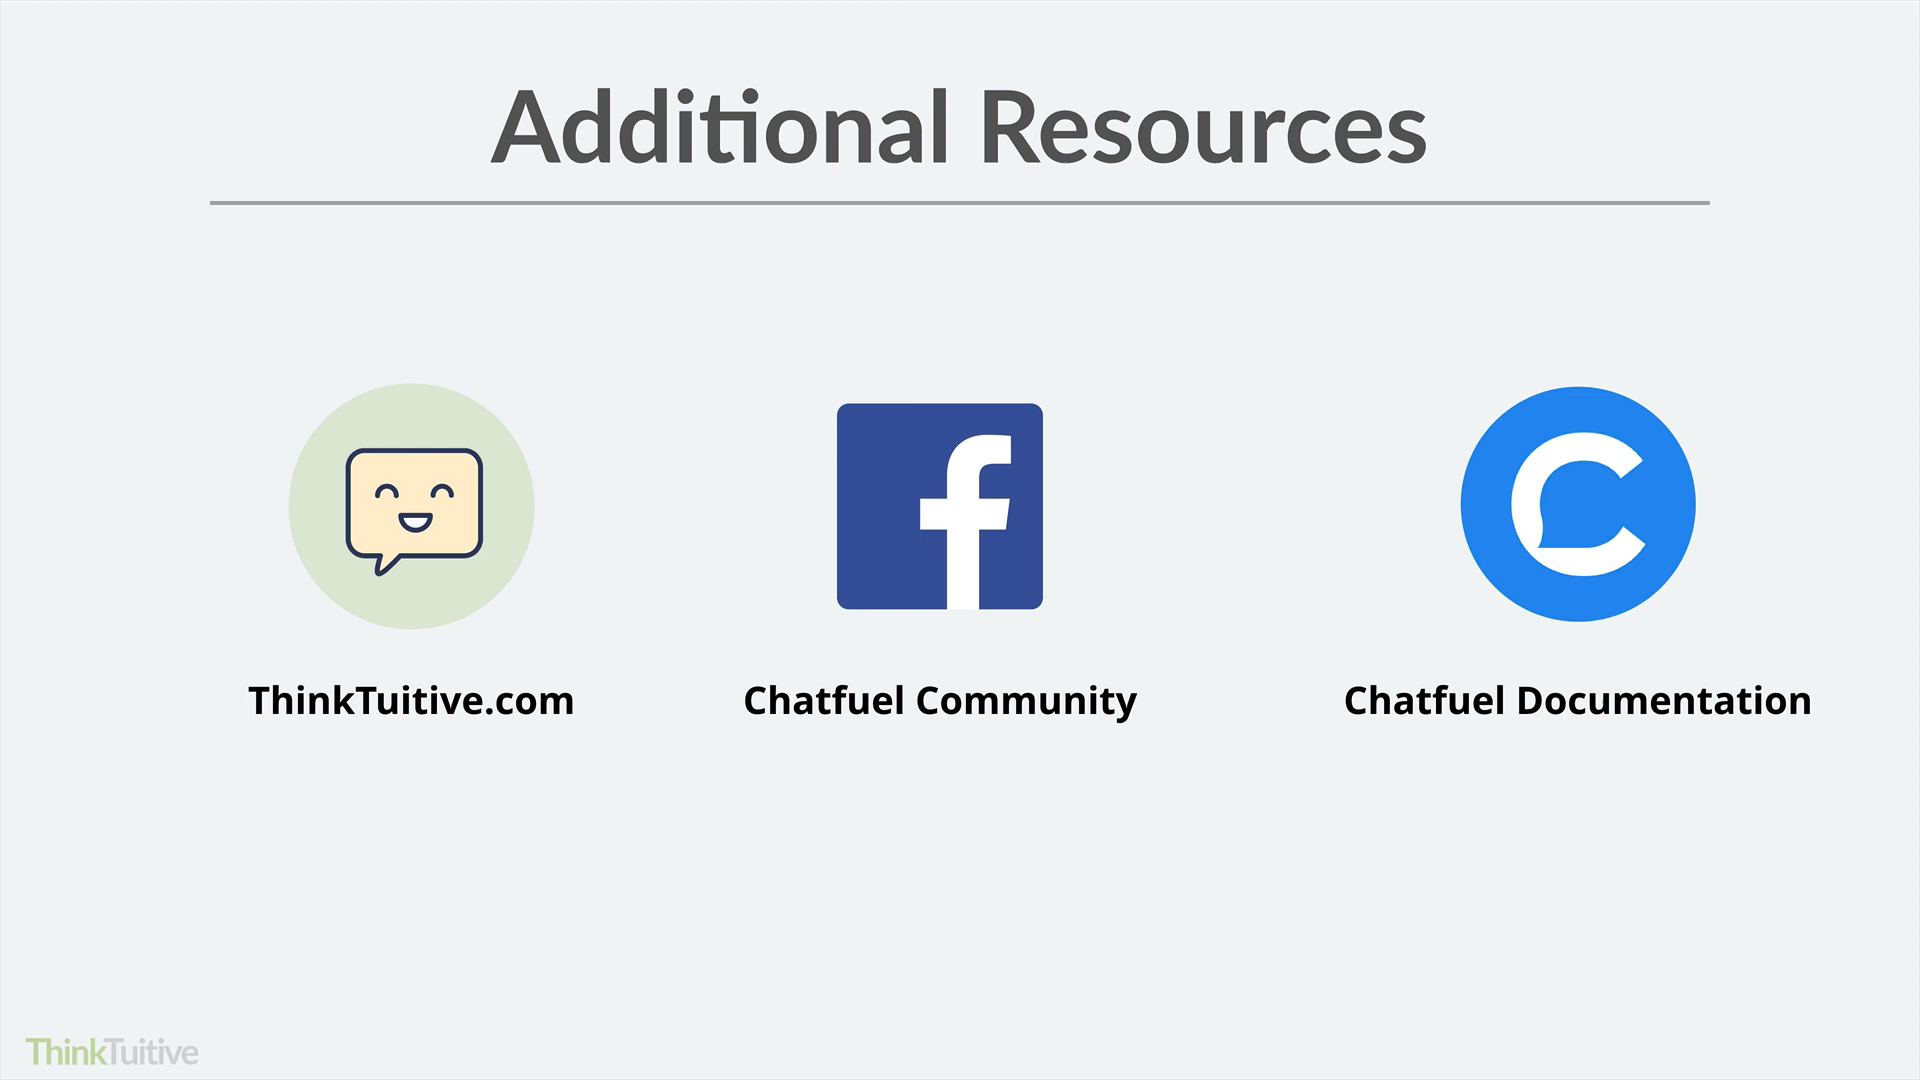 Additional Resources
ThinkTuitive.com
Chatfuel Community
Chatfuel Documentation
ThinkTuitive